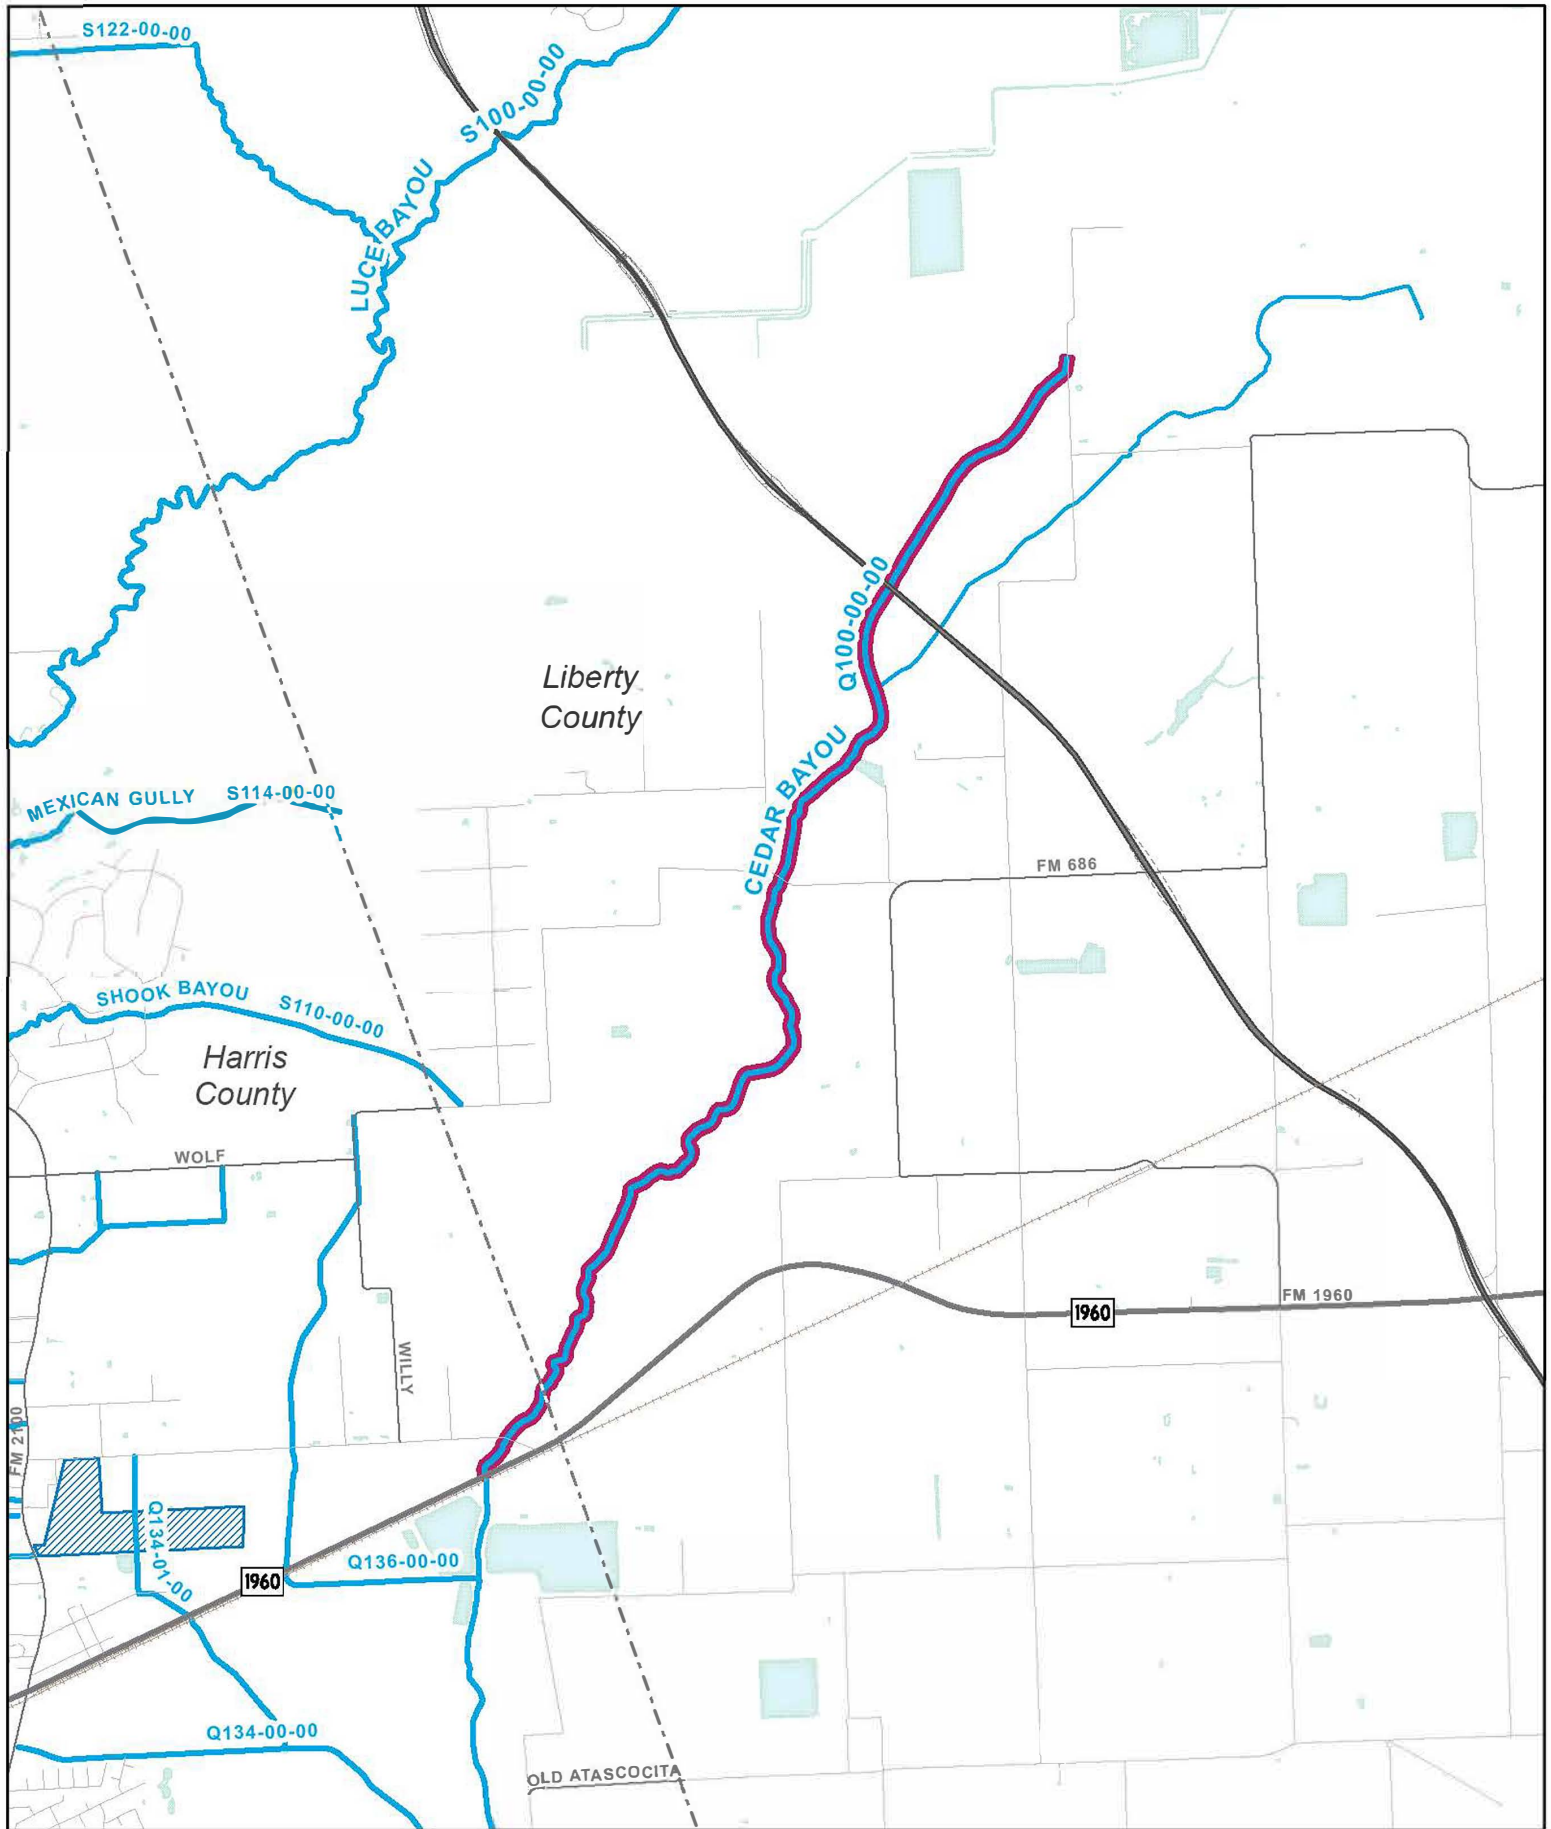 S122-00-00
S100-00-00
LUCE BAYOU
Q100-00-00
Liberty
County
CEDAR BAYOU
MEXICAN GULLY
S114-00-00
FM 686
SHOOK BAYOU
S110-00-00
Harris
County
WOLF
FM 1960
1960
WILLY
FM 2100
Q134-01-00
Q136-00-00
1960
Q134-00-00
OLD ATASCOCITA